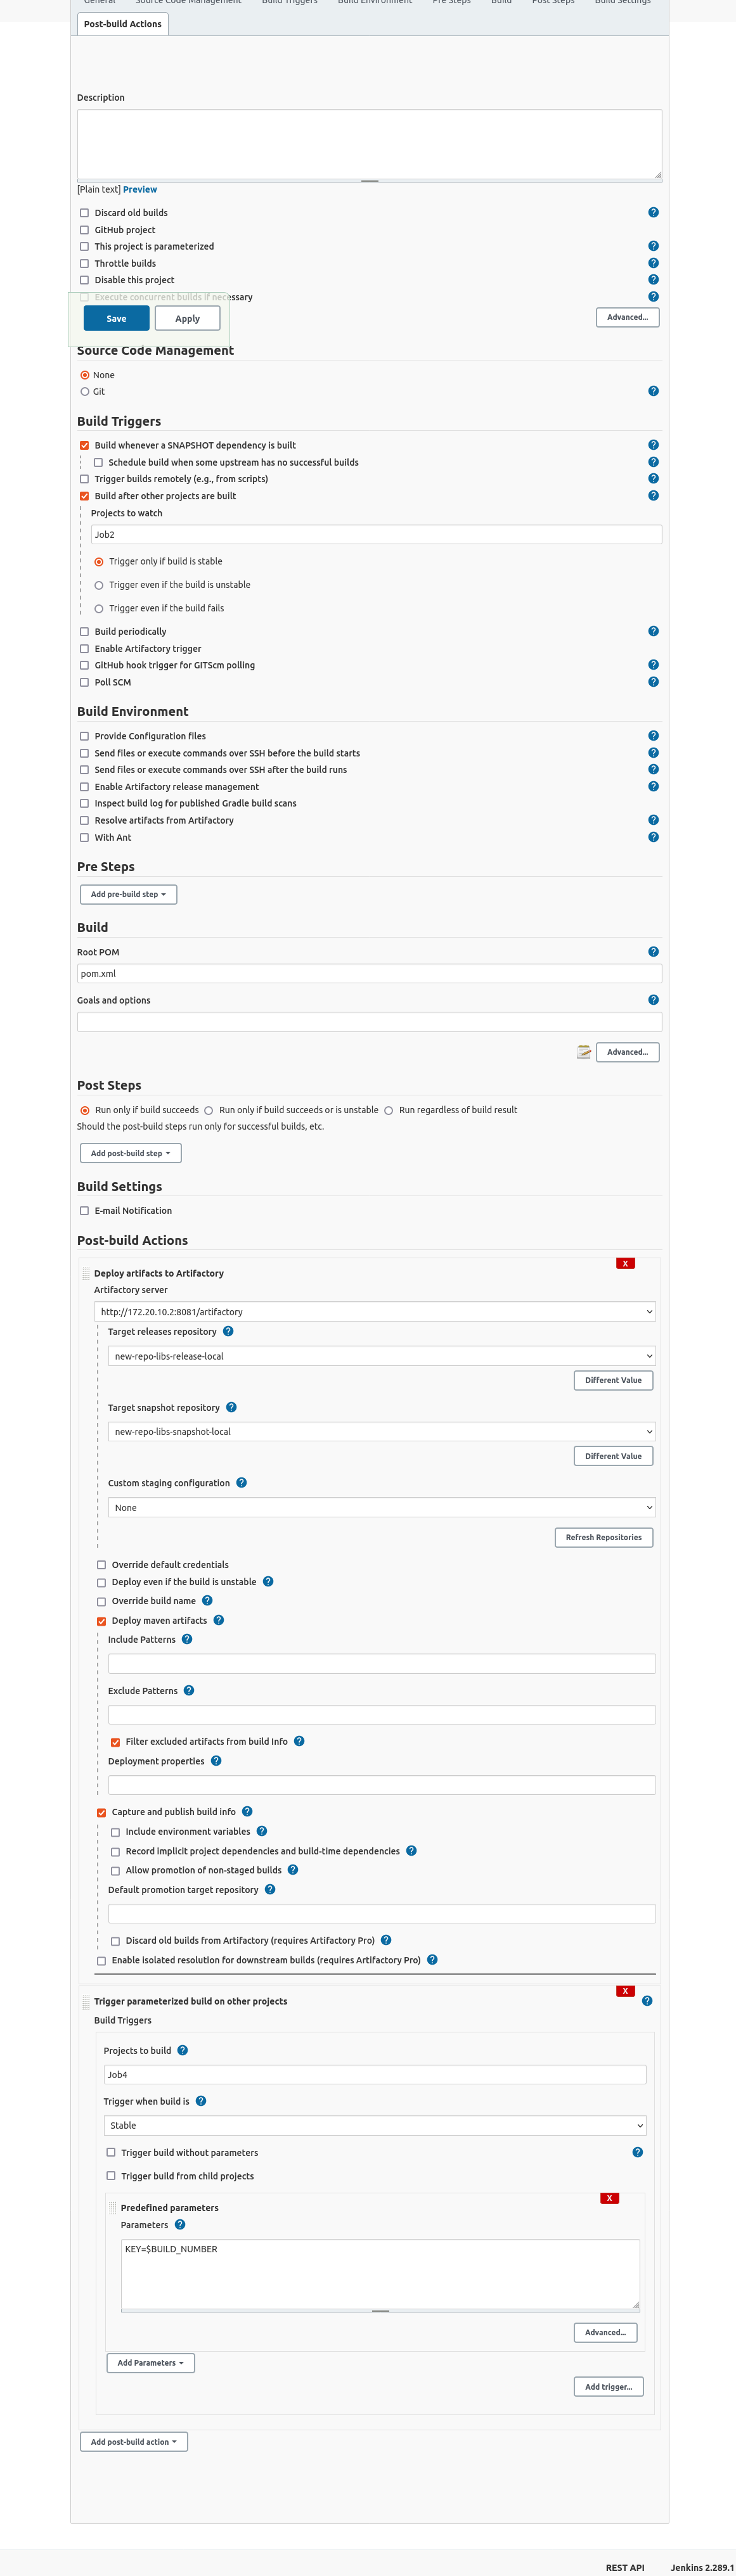 General Source Code Management Build Triggers Build Environment Pre Steps Build Post Steps Build Settings
Post-build Actions
Description
[Plain text] Preview
Discard old builds
GitHub project
This project is parameterized
Throttle builds
Disable this project
Execute concurrent builds if necessary
Save Apply
Advanced...
Source Code Management
None
Git
Build Triggers
Build whenever a SNAPSHOT dependency is built
Schedule build when some upstream has no successful builds
Trigger builds remotely (e.g., from scripts)
Build after other projects are built
Projects to watch
Job2
Trigger only if build is stable
Trigger even if the build is unstable
Trigger even if the build fails
Build periodically
Enable Artifactory trigger
GitHub hook trigger for GITScm polling
Poll SCM
Build Environment
Provide Configuration files
Send files or execute commands over SSH before the build starts
Send files or execute commands over SSH after the build runs
Enable Artifactory release management
Inspect build log for published Gradle build scans
Resolve artifacts from Artifactory
With Ant
Pre Steps
Add pre-build step
Build
Root POM
pom.xml
Goals and options
Advanced...
Post Steps
Run only if build succeeds Run only if build succeeds or is unstable Run regardless of build result
Should the post-build steps run only for successful builds, etc.
Add post-build step
Build Settings
E-mail Notification
Post-build Actions
X
Deploy artifacts to Artifactory
Artifactory server
http://172.20.10.2:8081/artifactory
Target releases repository
new-repo-libs-release-local
Different Value
Target snapshot repository
new-repo-libs-snapshot-local
Different Value
Custom staging configuration
None
Refresh Repositories
Override default credentials
Deploy even if the build is unstable
Override build name
Deploy maven artifacts
Include Patterns
Exclude Patterns
Filter excluded artifacts from build Info
Deployment properties
Capture and publish build info
Include environment variables
Record implicit project dependencies and build-time dependencies
Allow promotion of non-staged builds
Default promotion target repository
Discard old builds from Artifactory (requires Artifactory Pro)
Enable isolated resolution for downstream builds (requires Artifactory Pro)
X
Trigger parameterized build on other projects
Build Triggers
Projects to build
Job4
Trigger when build is
Stable
Trigger build without parameters
Trigger build from child projects
X
Predefined parameters
Parameters
KEY=$BUILD_NUMBER
Advanced...
Add Parameters
Add trigger...
Add post-build action
REST API Jenkins 2.289.1